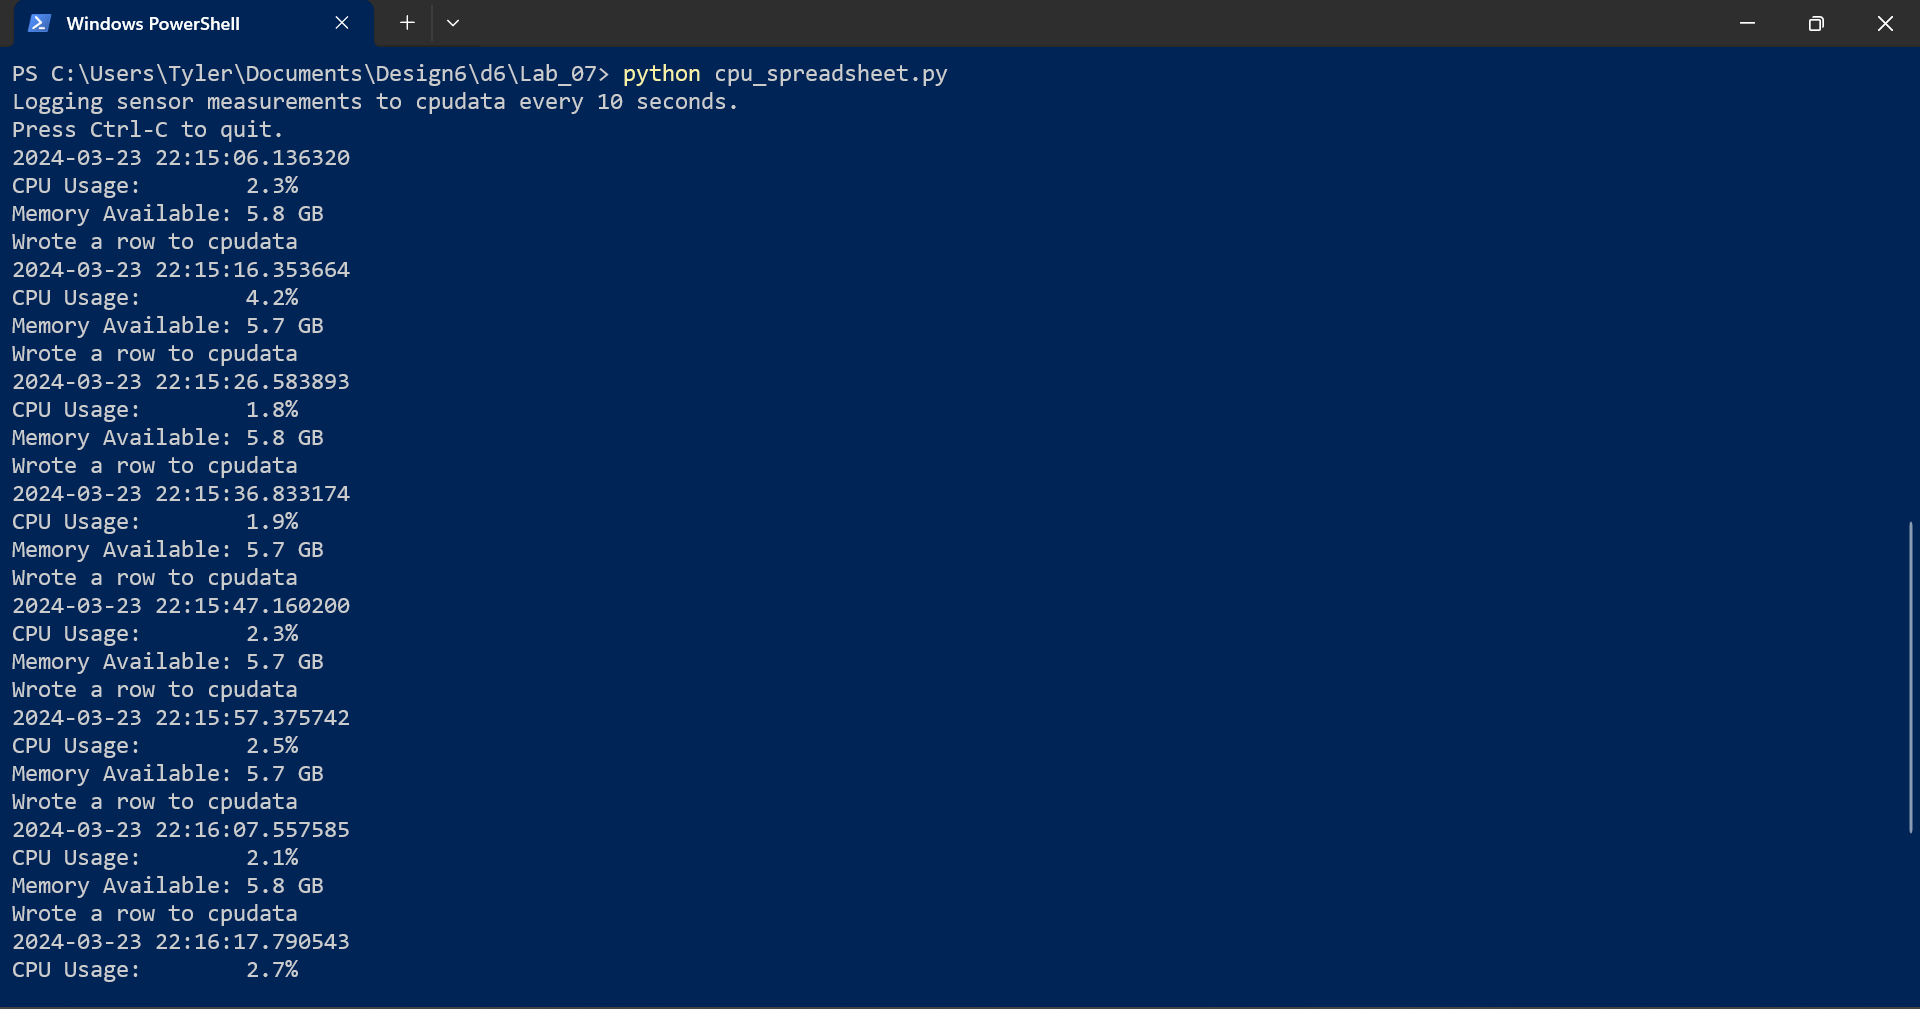 Windows PowerShell
PS C:\Users\Tyler\Documents\Design6\d6\Lab_07> python cpu_spreadsheet.py
Logging sensor measurements to cpudata every 10 seconds.
Press Ctrl-C to quit.
2024-03-23 22:15:06.136320
CPU Usage:        2.3%
Memory Available: 5.8 GB
Wrote a row to cpudata
2024-03-23 22:15:16.353664
CPU Usage:        4.2%
Memory Available: 5.7 GB
Wrote a row to cpudata
2024-03-23 22:15:26.583893
CPU Usage:        1.8%
Memory Available: 5.8 GB
Wrote a row to cpudata
2024-03-23 22:15:36.833174
CPU Usage:        1.9%
Memory Available: 5.7 GB
Wrote a row to cpudata
2024-03-23 22:15:47.160200
CPU Usage:        2.3%
Memory Available: 5.7 GB
Wrote a row to cpudata
2024-03-23 22:15:57.375742
CPU Usage:        2.5%
Memory Available: 5.7 GB
Wrote a row to cpudata
2024-03-23 22:16:07.557585
CPU Usage:        2.1%
Memory Available: 5.8 GB
Wrote a row to cpudata
2024-03-23 22:16:17.790543
CPU Usage:        2.7%